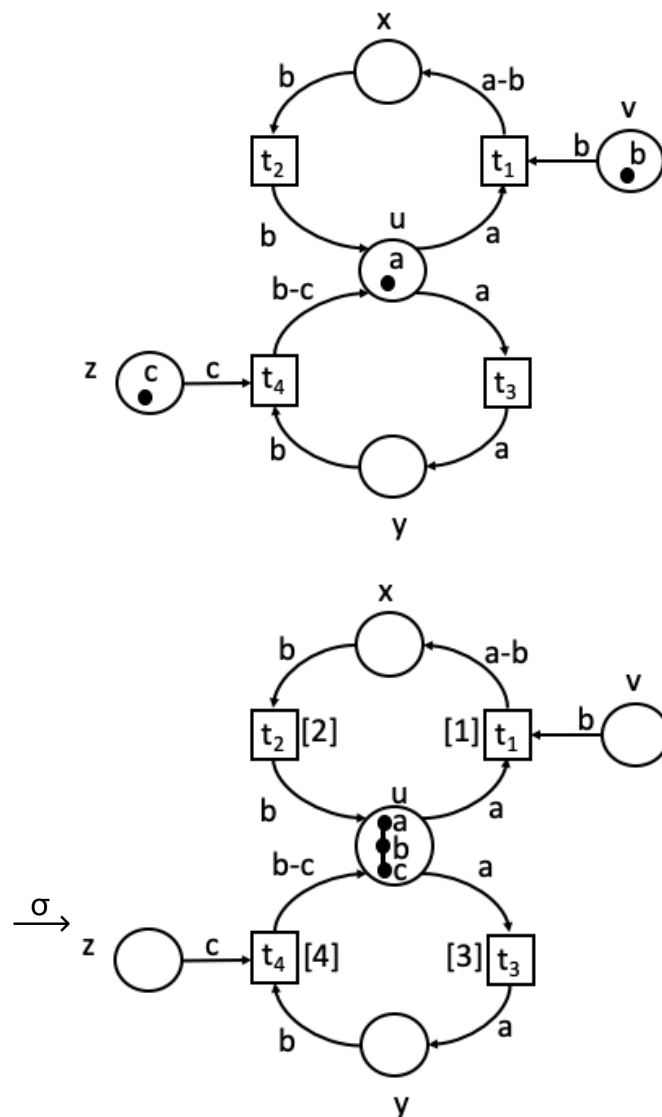 x
b
a-b
v
t₂
t₁
b
b
u
b
a
a
b-c
a
z
c
c
t₄
t₃
b
a
y
x
b
a-b
v
t₂ [2]
[1] t₁
b
u
b
a
a
b
b-c
c
a
σ
z
c
t₄ [4]
[3] t₃
b
a
y